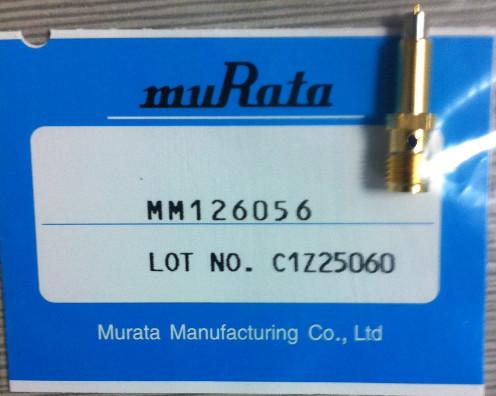 muRata
MM126056
LOT NO. C1Z25060
Murata Manufacturing Co., Ltd